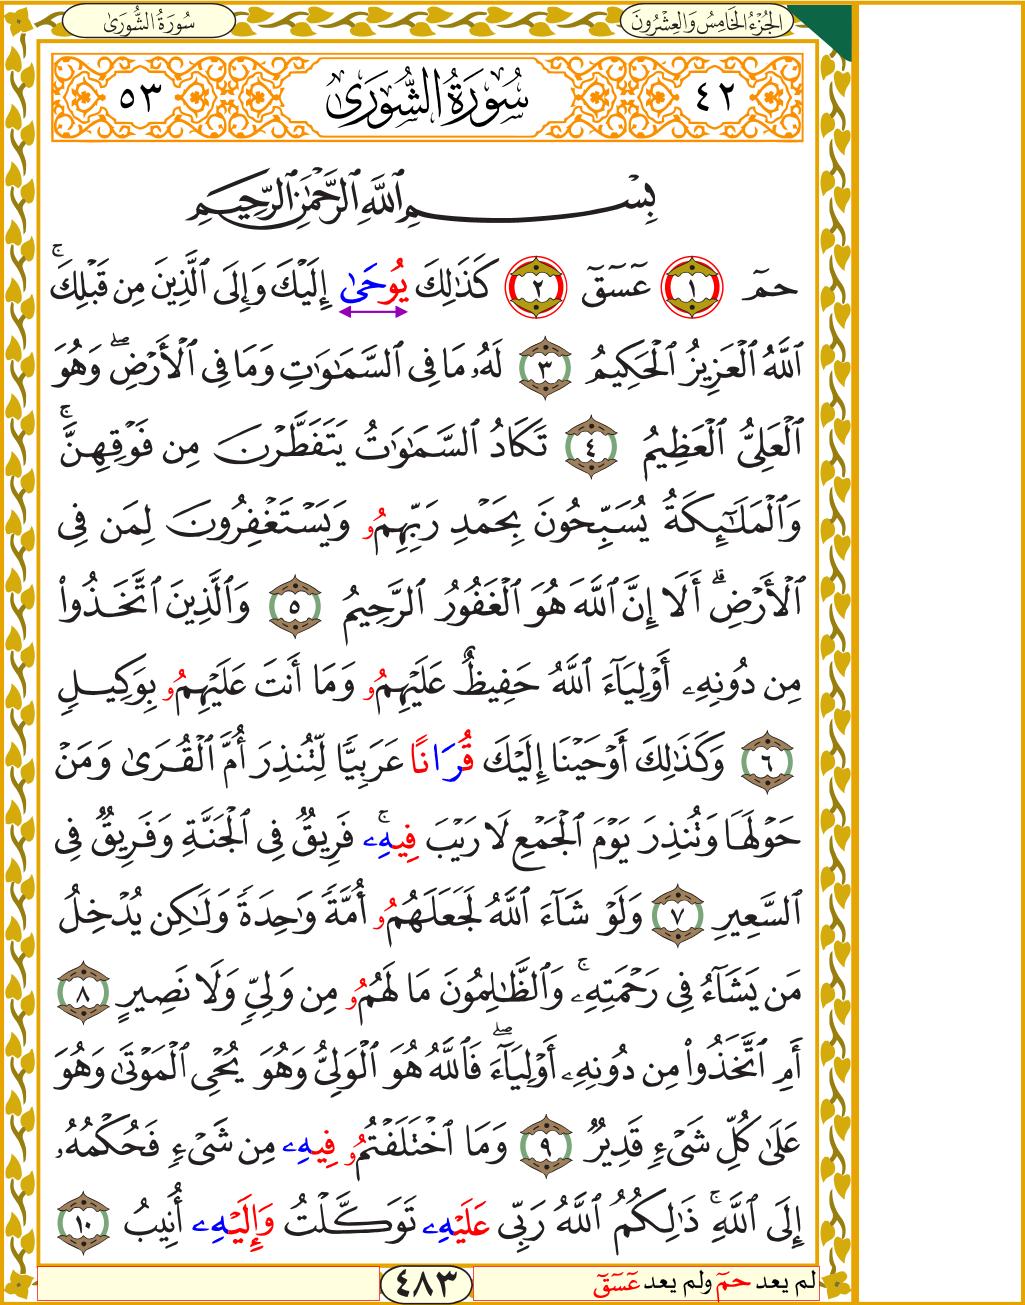 الجُزْءُ الخَامِسُ وَالعِشْرُونَ سُورَةُ الشُّورَىٰ
٤٢ سُورَةُ الشُّورَىٰ ٥٣
بِسْمِ ٱللَّهِ ٱلرَّحْمَٰنِ ٱلرَّحِيمِ
حمٓ ١ عٓسٓقٓ ٢ كَذَٰلِكَ يُوحَىٰ إِلَيْكَ وَإِلَى ٱلَّذِينَ مِن قَبْلِكَ ۚ
ٱللَّهُ ٱلْعَزِيزُ ٱلْحَكِيمُ ٣ لَهُۥ مَا فِى ٱلسَّمَٰوَٰتِ وَمَا فِى ٱلْأَرْضِ ۖ وَهُوَ
ٱلْعَلِىُّ ٱلْعَظِيمُ ٤ تَكَادُ ٱلسَّمَٰوَٰتُ يَتَفَطَّرْنَ مِن فَوْقِهِنَّ ۚ
وَٱلْمَلَٰٓئِكَةُ يُسَبِّحُونَ بِحَمْدِ رَبِّهِمُۥ وَيَسْتَغْفِرُونَ لِمَن فِى
ٱلْأَرْضِ ۗ أَلَا إِنَّ ٱللَّهَ هُوَ ٱلْغَفُورُ ٱلرَّحِيمُ ٥ وَٱلَّذِينَ ٱتَّخَذُوا۟
مِن دُونِهِۦ أَوْلِيَآءَ ٱللَّهُ حَفِيظٌ عَلَيْهِمُۥ وَمَا أَنتَ عَلَيْهِمُۥ بِوَكِيلٍ
٦ وَكَذَٰلِكَ أَوْحَيْنَا إِلَيْكَ قُرَانًا عَرَبِيًّا لِّتُنذِرَ أُمَّ ٱلْقُرَىٰ وَمَنْ
حَوْلَهَا وَتُنذِرَ يَوْمَ ٱلْجَمْعِ لَا رَيْبَ فِيهِۦ ۚ فَرِيقٌ فِى ٱلْجَنَّةِ وَفَرِيقٌ فِى
ٱلسَّعِيرِ ٧ وَلَوْ شَآءَ ٱللَّهُ لَجَعَلَهُمُۥ أُمَّةً وَٰحِدَةً وَلَٰكِن يُدْخِلُ
مَن يَشَآءُ فِى رَحْمَتِهِۦ ۚ وَٱلظَّٰلِمُونَ مَا لَهُمُۥ مِن وَلِىٍّ وَلَا نَصِيرٍ ٨
أَمِ ٱتَّخَذُوا۟ مِن دُونِهِۦ أَوْلِيَآءَ ۖ فَٱللَّهُ هُوَ ٱلْوَلِىُّ وَهُوَ يُحْىِ ٱلْمَوْتَىٰ وَهُوَ
عَلَىٰ كُلِّ شَىْءٍ قَدِيرٌ ٩ وَمَا ٱخْتَلَفْتُمُۥ فِيهِۦ مِن شَىْءٍ فَحُكْمُهُۥ
إِلَى ٱللَّهِ ۚ ذَٰلِكُمُ ٱللَّهُ رَبِّى عَلَيْهِۦ تَوَكَّلْتُ وَإِلَيْهِۦ أُنِيبُ ١٠
لم يعد حمٓ ولم يعد عٓسٓقٓ ٤٨٣